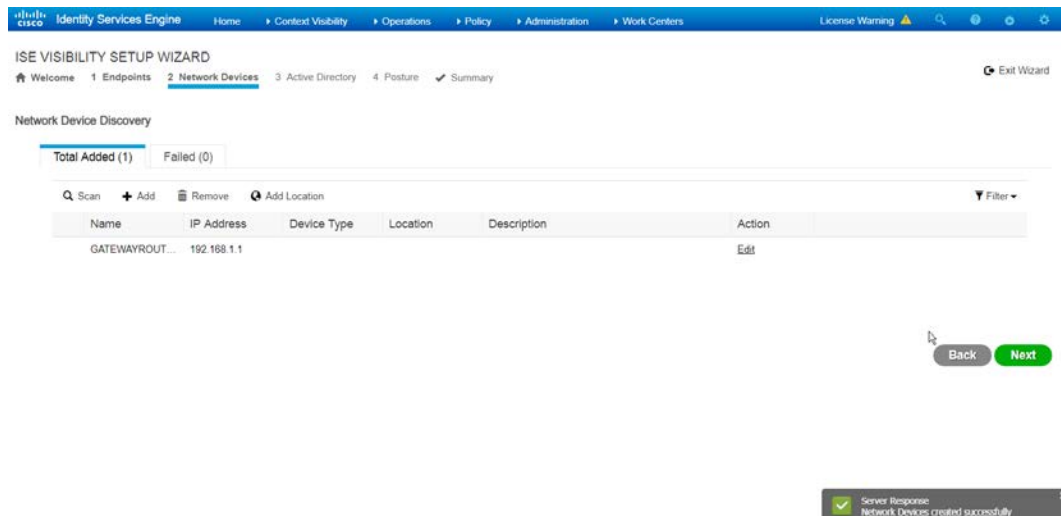 cisco Identity Services Engine Home Context Visibility Operations Policy Administration Work Centers License Warning
ISE VISIBILITY SETUP WIZARD
Welcome 1 Endpoints 2 Network Devices 3 Active Directory 4 Posture Summary Exit Wizard
Network Device Discovery
Total Added (1) Failed (0)
Scan Add Remove Add Location Filter
Name IP Address Device Type Location Description Action
GATEWAYROUT... 192.168.1.1 Edit
Back Next
Server Response
Network Devices created successfully